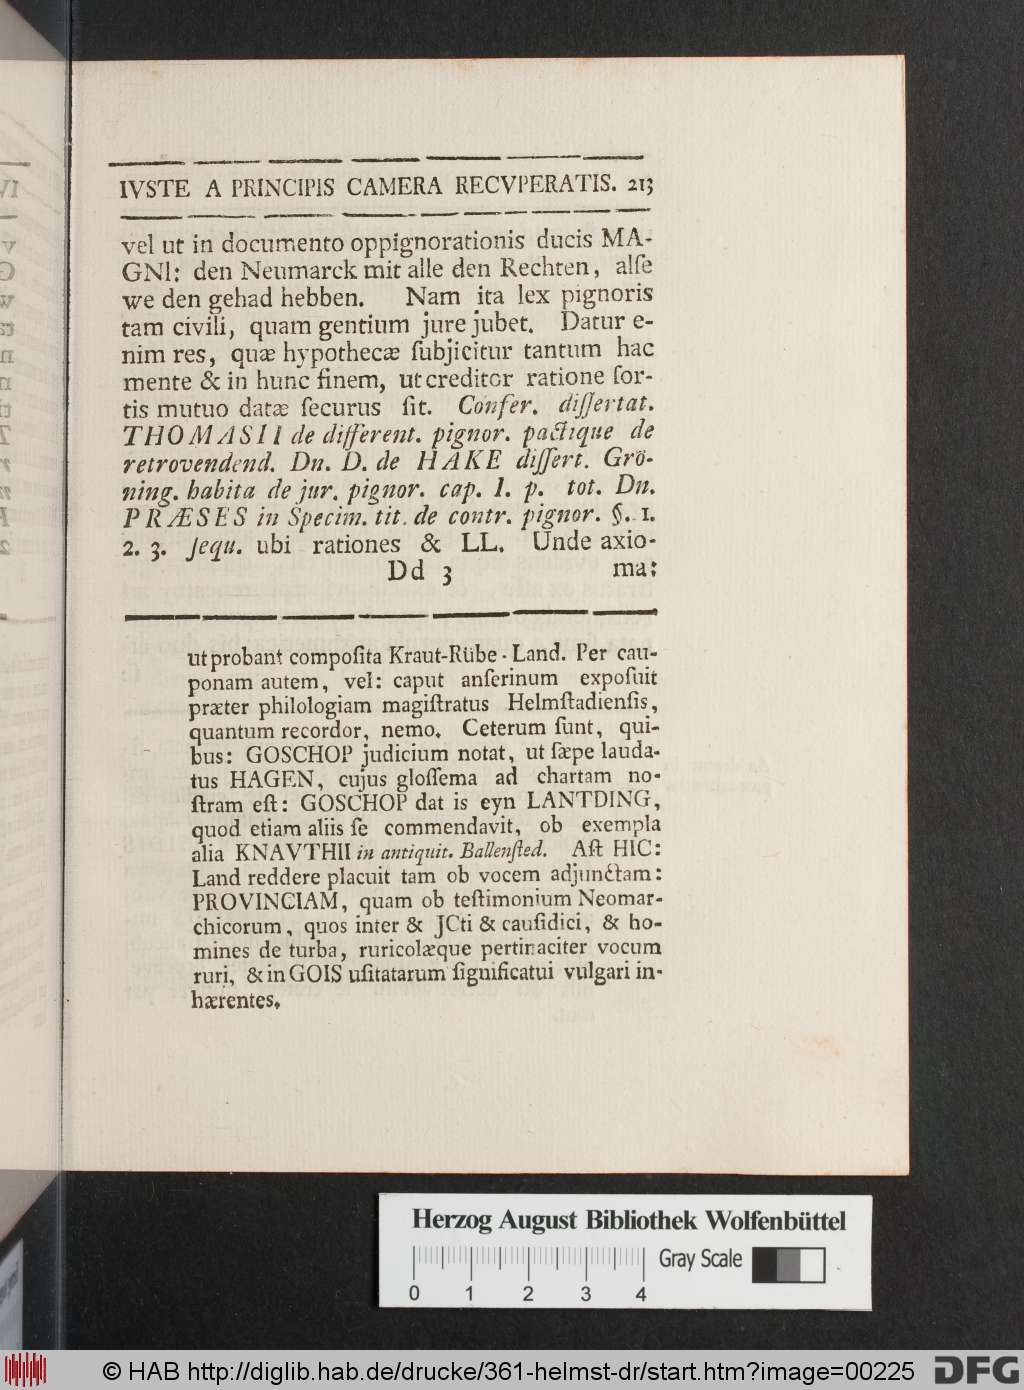 IVSTE A PRINCIPIS CAMERA RECVPERATIS. 213
vel ut in documento oppignorationis ducis MA-
GNI: den Neumarck mit alle den Rechten, alſe
we den gehad hebben. Nam ita lex pignoris
tam civili, quam gentium jure jubet. Datur e-
nim res, quæ hypothecæ ſubjicitur tantum hac
mente & in hunc finem, ut creditor ratione ſor-
tis mutuo datæ ſecurus ſit. Confer. diſſertat.
THOMASII de different. pignor. pactique de
retrovendend. Dn. D. de HAKE diſſert. Grö-
ning. habita de jur. pignor. cap. I. p. tot. Dn.
PRÆSES in Specim. tit. de contr. pignor. §. 1.
2. 3. ſequ. ubi rationes & LL. Unde axio-
Dd 3 ma:
ut probant compoſita Kraut-Rübe-Land. Per cau-
ponam autem, vel: caput anſerinum expoſuit
præter philologiam magiſtratus Helmſtadienſis,
quantum recordor, nemo. Ceterum ſunt, qui-
bus: GOSCHOP judicium notat, ut ſæpe lauda-
tus HAGEN, cujus gloſſema ad chartam no-
ſtram eſt: GOSCHOP dat is eyn LANTDING,
quod etiam aliis ſe commendavit, ob exempla
alia KNAVTHII in antiquit. Ballenſted. Aſt HIC:
Land reddere placuit tam ob vocem adjunctam:
PROVINCIAM, quam ob teſtimonium Neomar-
chicorum, quos inter & JCti & cauſidici, & ho-
mines de turba, ruricolæque pertinaciter vocum
ruri, & in GOIS uſitatarum ſignificatui vulgari in-
hærentes.
Herzog August Bibliothek Wolfenbüttel
Gray Scale
0 1 2 3 4
© HAB http://diglib.hab.de/drucke/361-helmst-dr/start.htm?image=00225
DFG